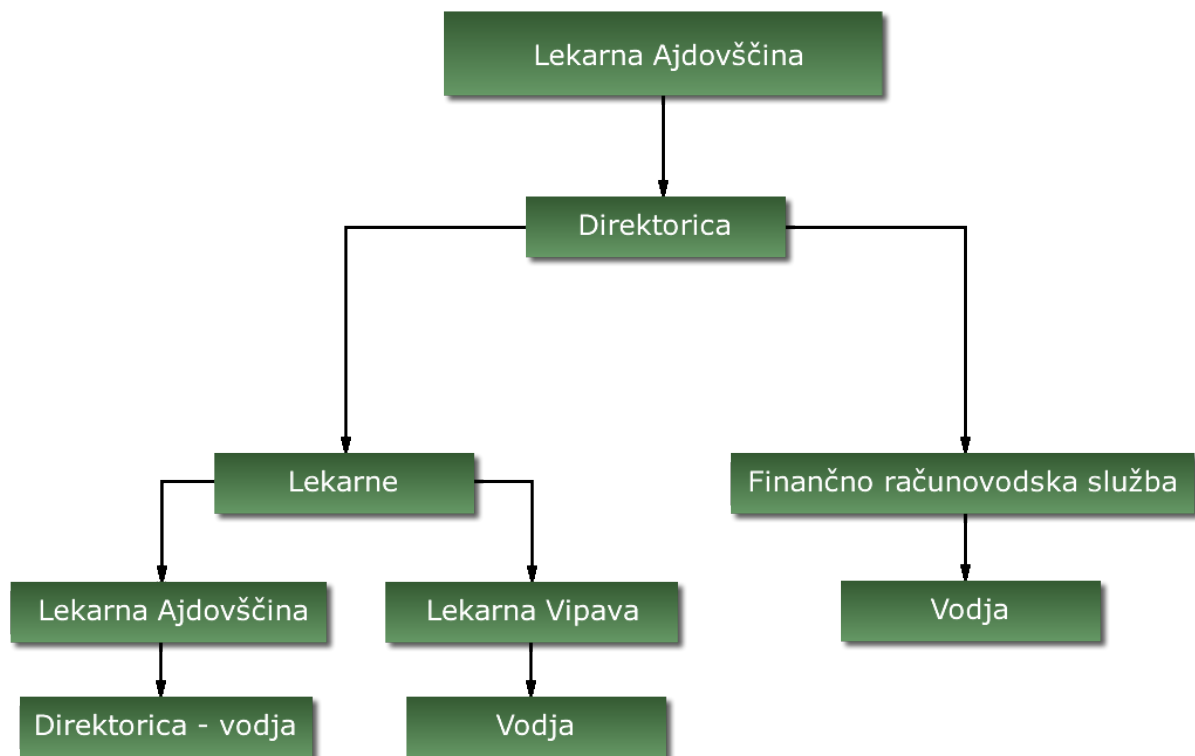 Lekarna Ajdovščina
Direktorica
Lekarne
Finančno računovodska služba
Lekarna Ajdovščina
Lekarna Vipava
Vodja
Direktorica - vodja
Vodja